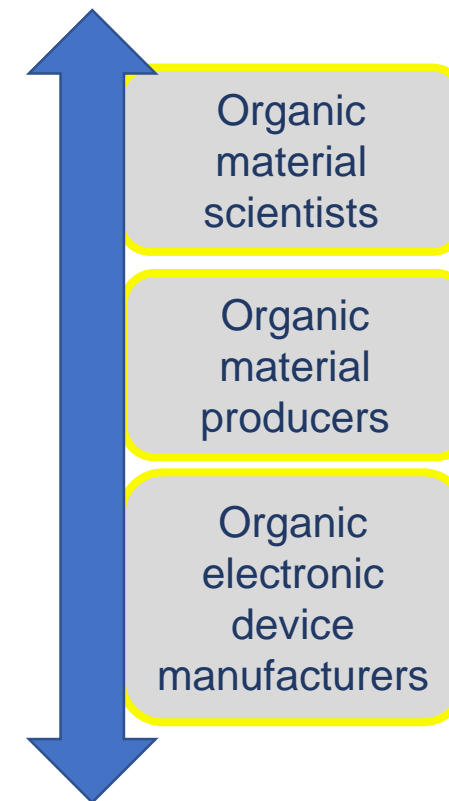 Organic
material
scientists
Organic
material
producers
Organic
electronic
device
manufacturers